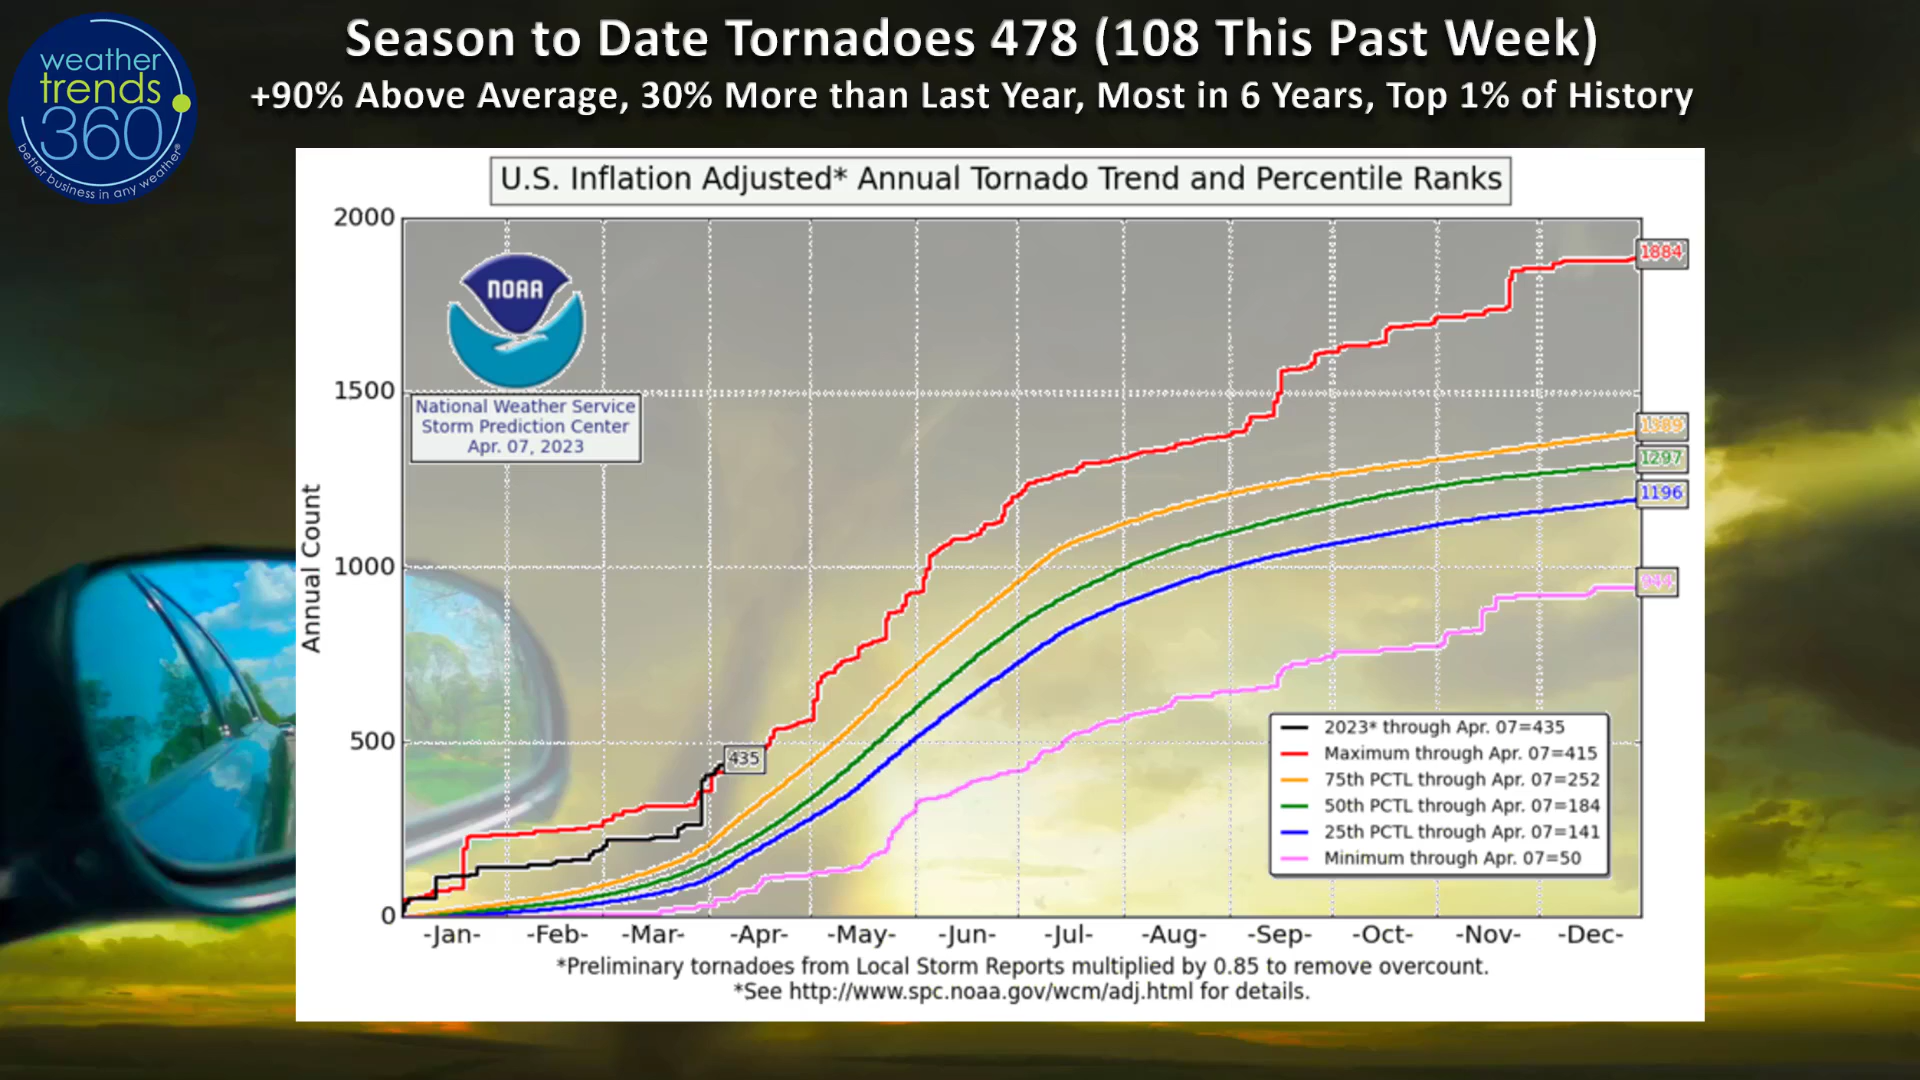 Season to Date Tornadoes 478 (108 This Past Week)
+90% Above Average, 30% More than Last Year, Most in 6 Years, Top 1% of History
weather
trends
360
better business in any weather®
U.S. Inflation Adjusted* Annual Tornado Trend and Percentile Ranks
2000
1500
1000
500
0
Annual Count
NOAA
National Weather Service
Storm Prediction Center
Apr. 07, 2023
435
1884
1389
1297
1196
944
2023* through Apr. 07=435
Maximum through Apr. 07=415
75th PCTL through Apr. 07=252
50th PCTL through Apr. 07=184
25th PCTL through Apr. 07=141
Minimum through Apr. 07=50
-Jan- -Feb- -Mar- -Apr- -May- -Jun- -Jul- -Aug- -Sep- -Oct- -Nov- -Dec-
*Preliminary tornadoes from Local Storm Reports multiplied by 0.85 to remove overcount.
*See http://www.spc.noaa.gov/wcm/adj.html for details.